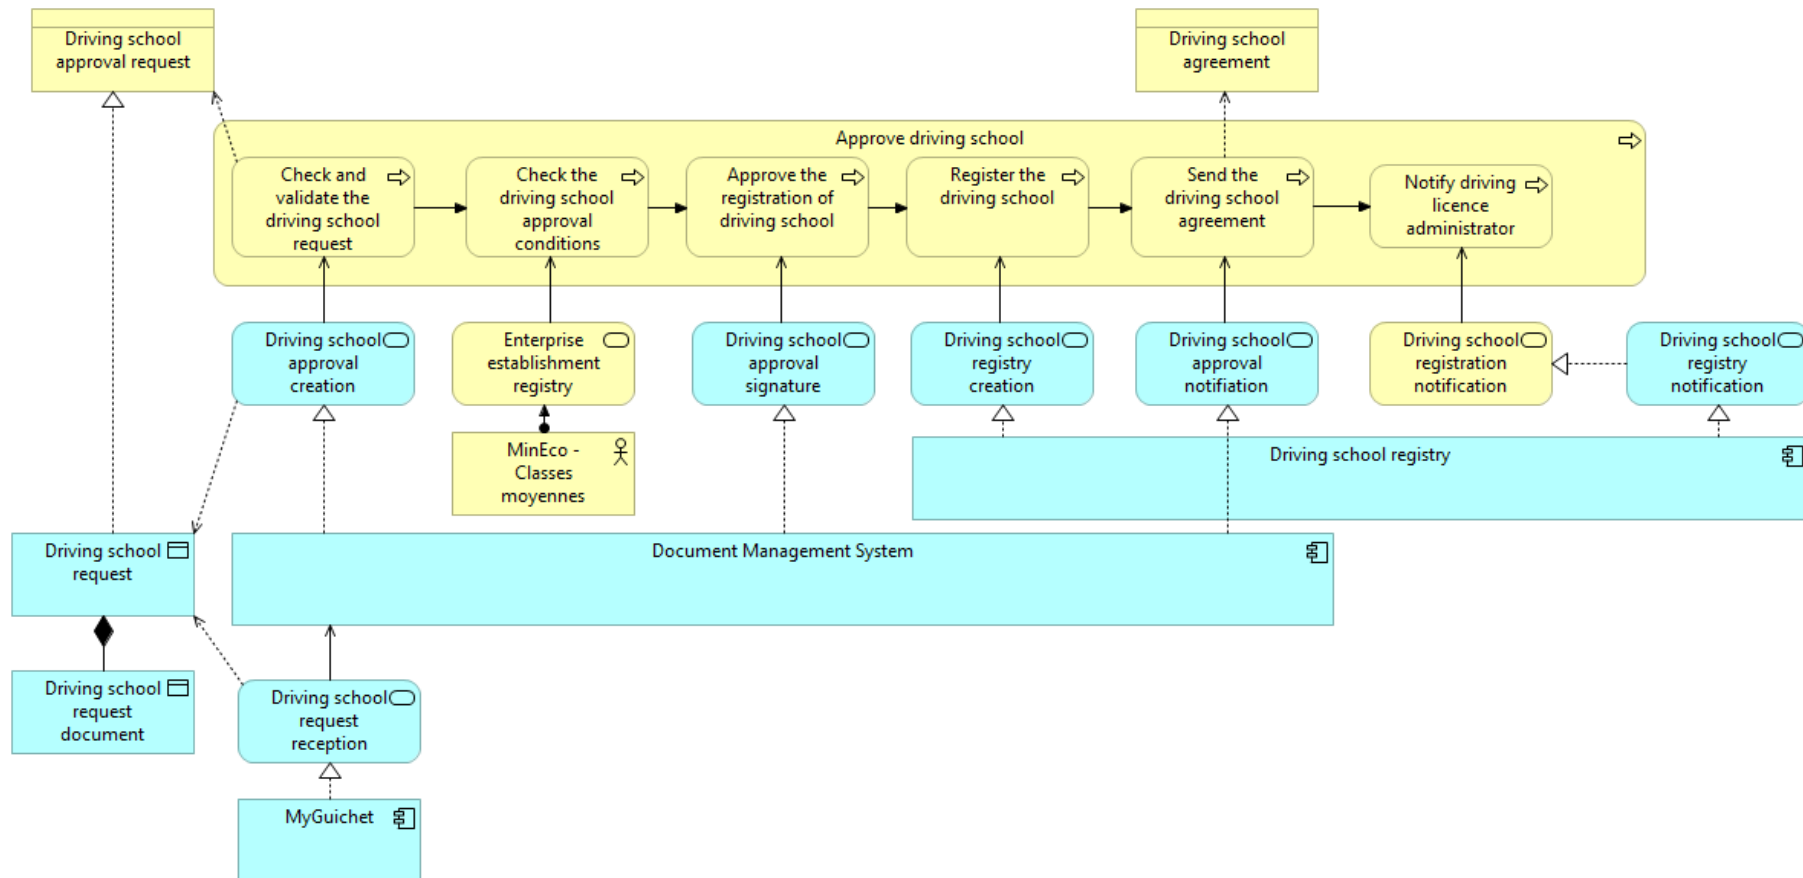 Driving school
approval request
Driving school
agreement
Approve driving school
Check and
validate the
driving school
request
Check the
driving school
approval
conditions
Approve the
registration of
driving school
Register the
driving school
Send the
driving school
agreement
Notify driving
licence
administrator
Driving school
approval
creation
Enterprise
establishment
registry
Driving school
approval
signature
Driving school
registry
creation
Driving school
approval
notifiation
Driving school
registration
notification
Driving school
registry
notification
MinEco -
Classes
moyennes
Driving school registry
Driving school
request
Document Management System
Driving school
request
document
Driving school
request
reception
MyGuichet